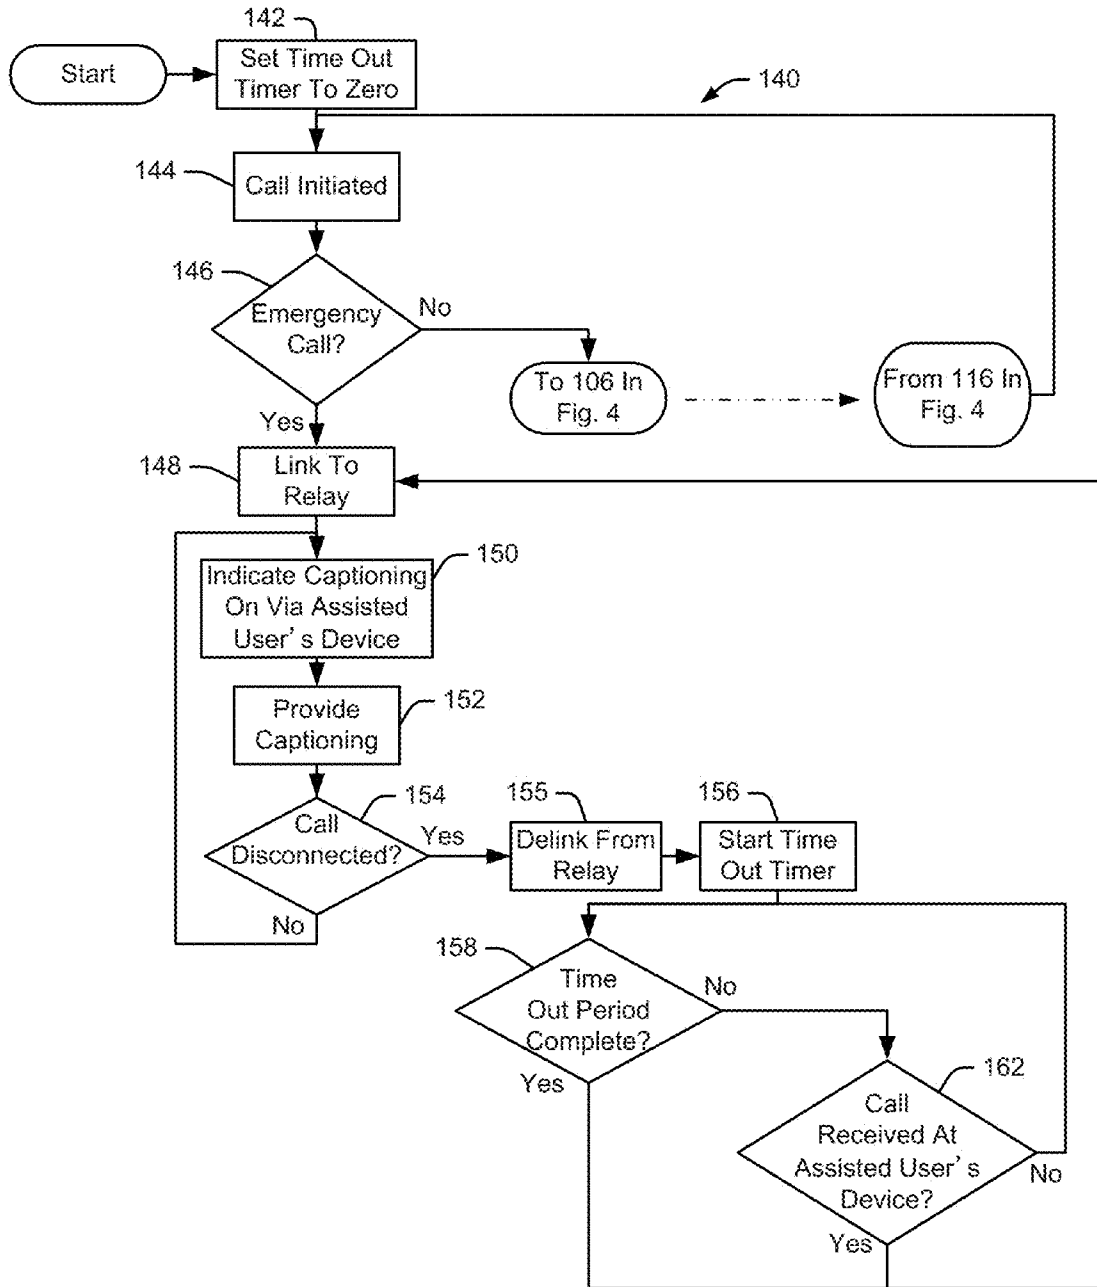 142
Start
Set Time Out
Timer To Zero
140
144
Call Initiated
146
Emergency
Call?
No
To 106 In
Fig. 4
From 116 In
Fig. 4
Yes
148
Link To
Relay
150
Indicate Captioning
On Via Assisted
User's Device
152
Provide
Captioning
154
Call
Disconnected?
Yes
No
155
Delink From
Relay
156
Start Time
Out Timer
158
Time
Out Period
Complete?
No
Yes
162
Call
Received At
Assisted User's
Device?
No
Yes